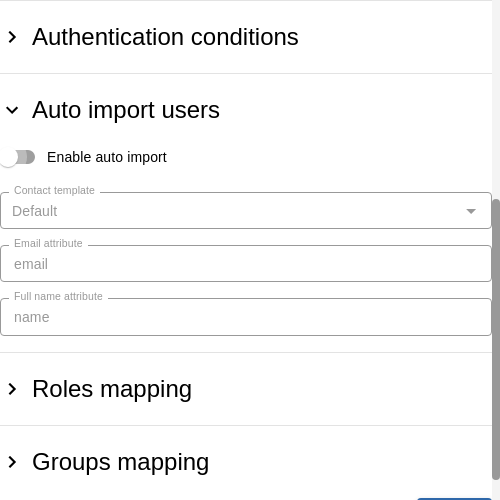 Authentication conditions
Auto import users
Enable auto import
Contact template
Default
Email attribute
email
Full name attribute
name
Roles mapping
Groups mapping